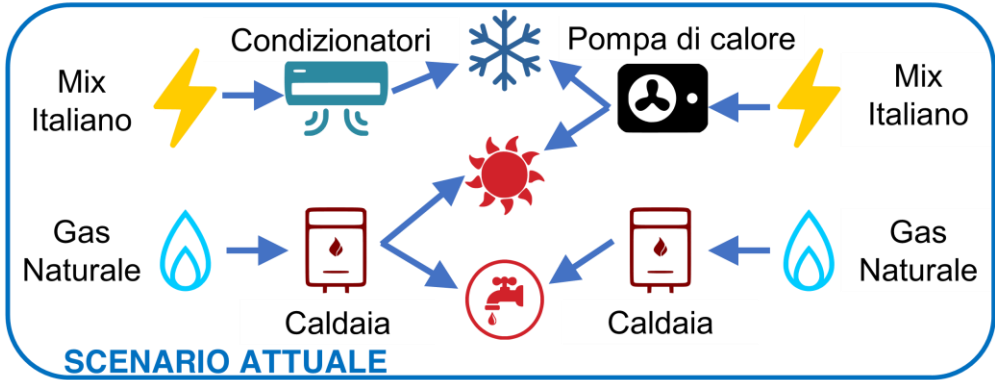 Condizionatori
Pompa di calore
Mix
Italiano
Mix
Italiano
Gas
Naturale
Gas
Naturale
Caldaia
Caldaia
SCENARIO ATTUALE